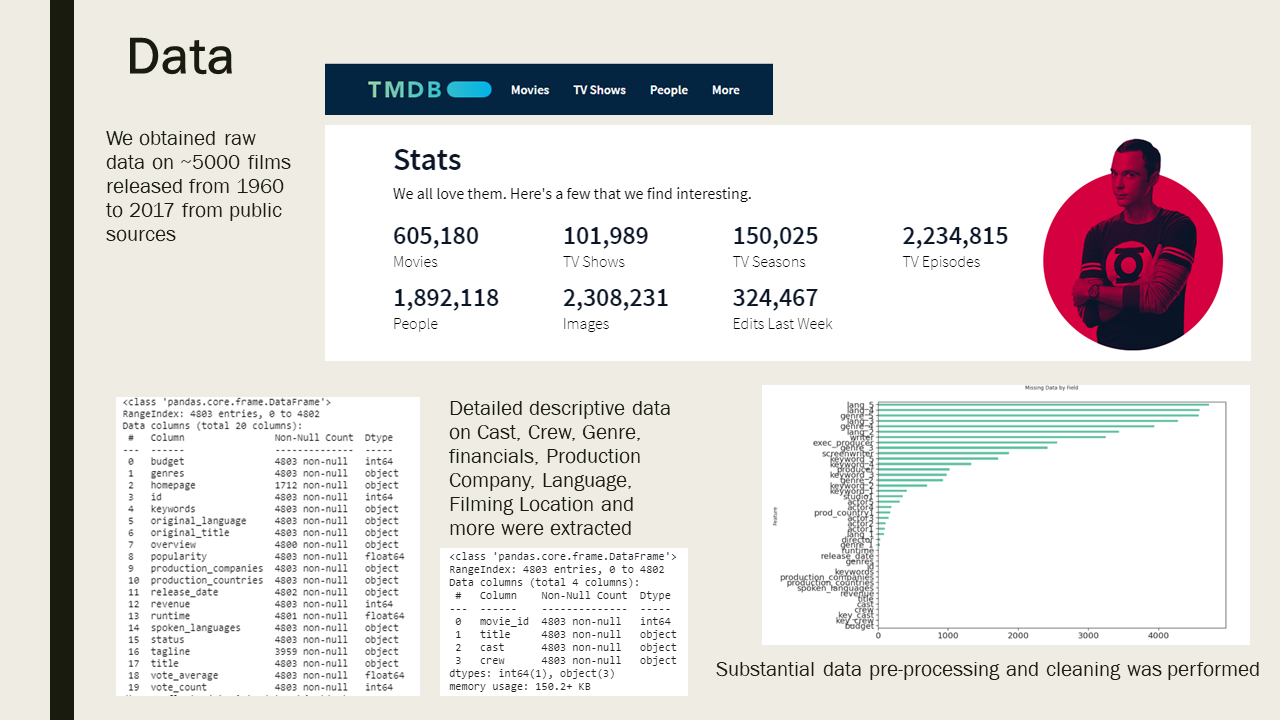 Data
TMDB Movies TV Shows People More
We obtained raw
data on ~5000 films
released from 1960
to 2017 from public
sources
Stats
We all love them. Here's a few that we find interesting.
605,180 101,989 150,025 2,234,815
Movies TV Shows TV Seasons TV Episodes
1,892,118 2,308,231 324,467
People Images Edits Last Week
<class 'pandas.core.frame.DataFrame'>
RangeIndex: 4803 entries, 0 to 4802
Data columns (total 20 columns):
# Column Non-Null Count Dtype
--- ------ -------------- -----
0 budget 4803 non-null int64
1 genres 4803 non-null object
2 homepage 1712 non-null object
3 id 4803 non-null int64
4 keywords 4803 non-null object
5 original_language 4803 non-null object
6 original_title 4803 non-null object
7 overview 4800 non-null object
8 popularity 4803 non-null float64
9 production_companies 4803 non-null object
10 production_countries 4803 non-null object
11 release_date 4802 non-null object
12 revenue 4803 non-null int64
13 runtime 4801 non-null float64
14 spoken_languages 4803 non-null object
15 status 4803 non-null object
16 tagline 3959 non-null object
17 title 4803 non-null object
18 vote_average 4803 non-null float64
19 vote_count 4803 non-null int64
Detailed descriptive data
on Cast, Crew, Genre,
financials, Production
Company, Language,
Filming Location and
more were extracted
<class 'pandas.core.frame.DataFrame'>
RangeIndex: 4803 entries, 0 to 4802
Data columns (total 4 columns):
# Column Non-Null Count Dtype
--- ------ -------------- -----
0 movie_id 4803 non-null int64
1 title 4803 non-null object
2 cast 4803 non-null object
3 crew 4803 non-null object
dtypes: int64(1), object(3)
memory usage: 150.2+ KB
Missing Data by Field
Feature
lang_5
lang_4
genre_5
lang_3
genre_4
lang_2
writer
exec_producer
genre_3
screenwriter
keyword_5
keyword_4
producer
keyword_3
genre_2
keyword_2
keyword_1
studio1
actor5
actor4
prod_country1
actor3
actor2
actor1
lang_1
director
genre_1
runtime
release_date
genres
id
keywords
production_companies
production_countries
spoken_languages
revenue
title
cast
crew
key_cast
key_crew
budget
0 1000 2000 3000 4000
Substantial data pre-processing and cleaning was performed